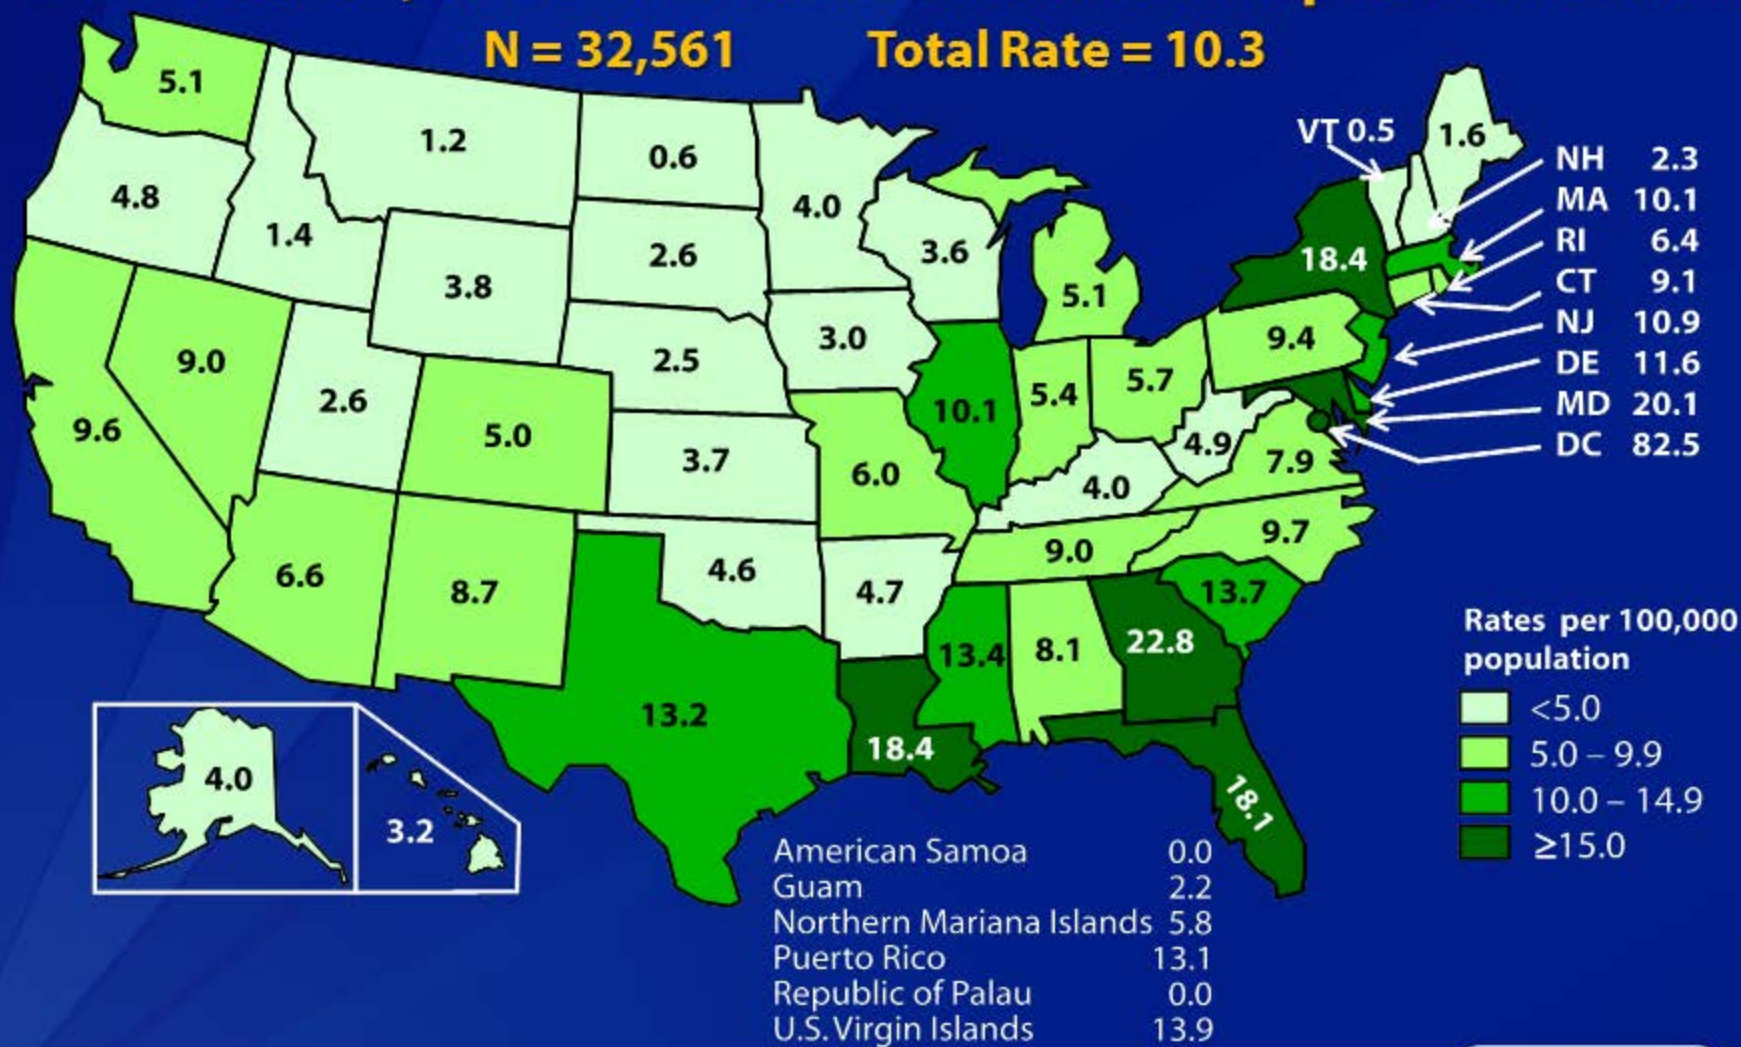 N = 32,561 Total Rate = 10.3
5.1
1.2
0.6
VT 0.5
1.6
NH 2.3
4.8
1.4
4.0
MA 10.1
2.6
3.6
18.4
RI 6.4
3.8
5.1
CT 9.1
9.0
2.5
3.0
9.4
NJ 10.9
9.6
2.6
5.0
10.1
5.4
5.7
DE 11.6
MD 20.1
3.7
6.0
4.9
7.9
DC 82.5
4.0
6.6
8.7
4.6
4.7
9.0
9.7
13.7
13.2
13.4
8.1
22.8
18.4
18.1
Rates per 100,000
population
<5.0
5.0 – 9.9
10.0 – 14.9
≥15.0
4.0
3.2
American Samoa 0.0
Guam 2.2
Northern Mariana Islands 5.8
Puerto Rico 13.1
Republic of Palau 0.0
U.S. Virgin Islands 13.9